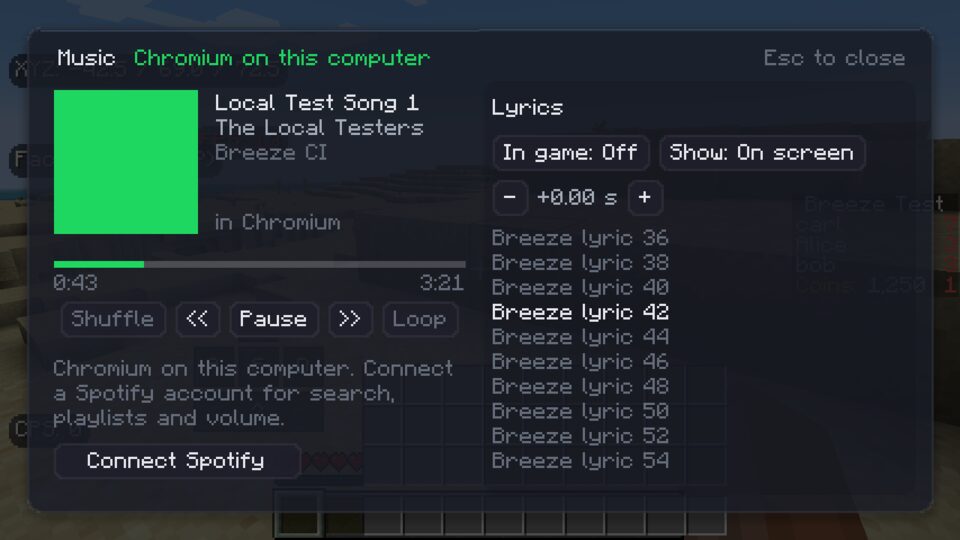 Music Chromium on this computer
Esc to close
Local Test Song 1
The Local Testers
Breeze CI
in Chromium
0:43
3:21
Shuffle
<<
Pause
>>
Loop
Chromium on this computer. Connect
a Spotify account for search,
playlists and volume.
Connect Spotify
Lyrics
In game: Off
Show: On screen
- +0.00 s +
Breeze lyric 36
Breeze lyric 38
Breeze lyric 40
Breeze lyric 42
Breeze lyric 44
Breeze lyric 46
Breeze lyric 48
Breeze lyric 50
Breeze lyric 52
Breeze lyric 54
Breeze Test
carl
bob
Coins: 1,250